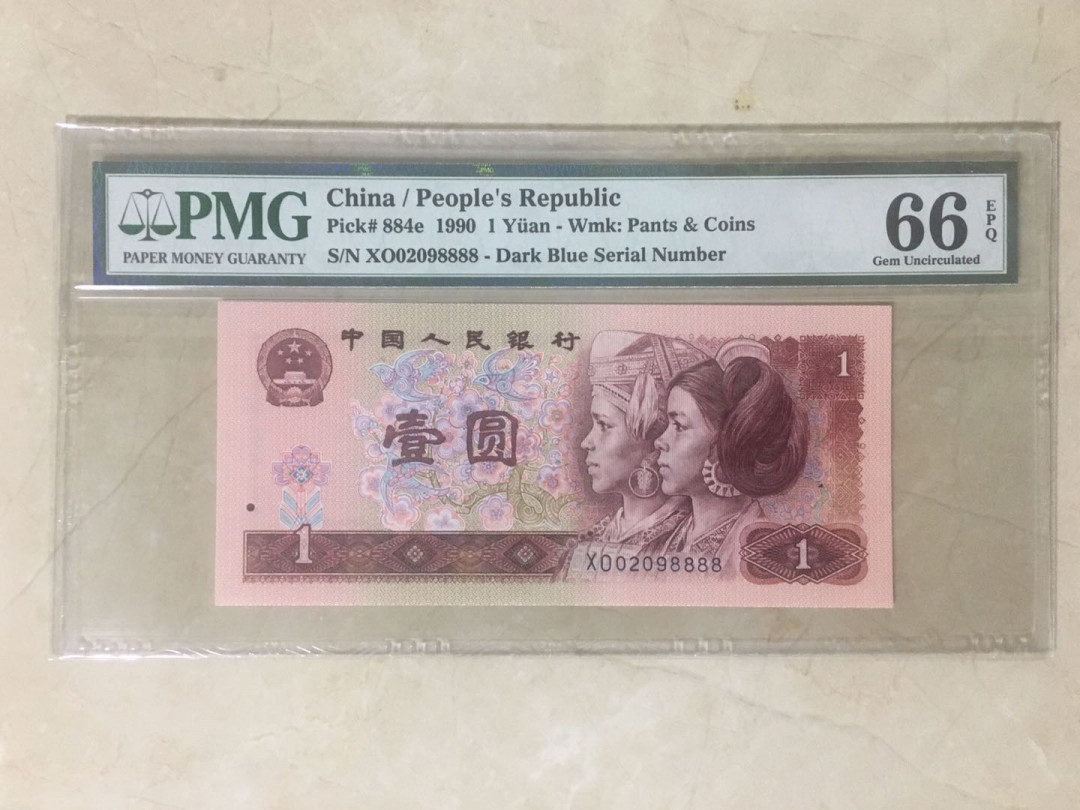 PMG
PAPER MONEY GUARANTY
China / People's Republic
Pick# 884e 1990 1 Yüan - Wmk: Pants & Coins
S/N XO02098888 - Dark Blue Serial Number
66
EPQ
Gem Uncirculated
中国人民银行
1
壹圆
1
XO02098888
1